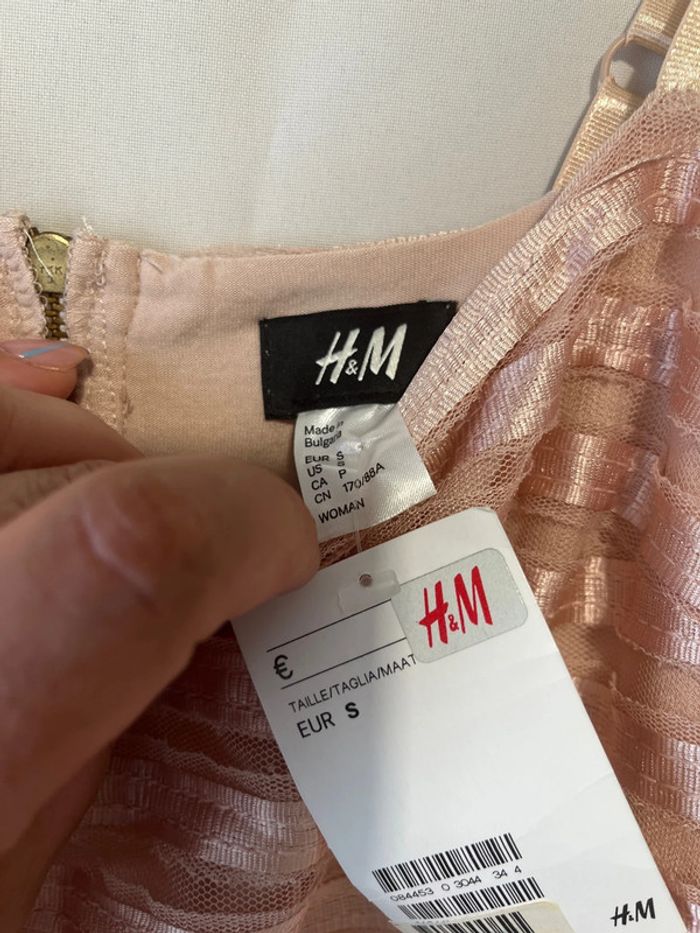 H&M
Made in
Bulgaria
EUR S
US S
CA P
CN 170/88A
WOMAN
H&M
€
TAILLE/TAGLIA/MAAT
EUR S
084453 0 3044 34 4
H&M